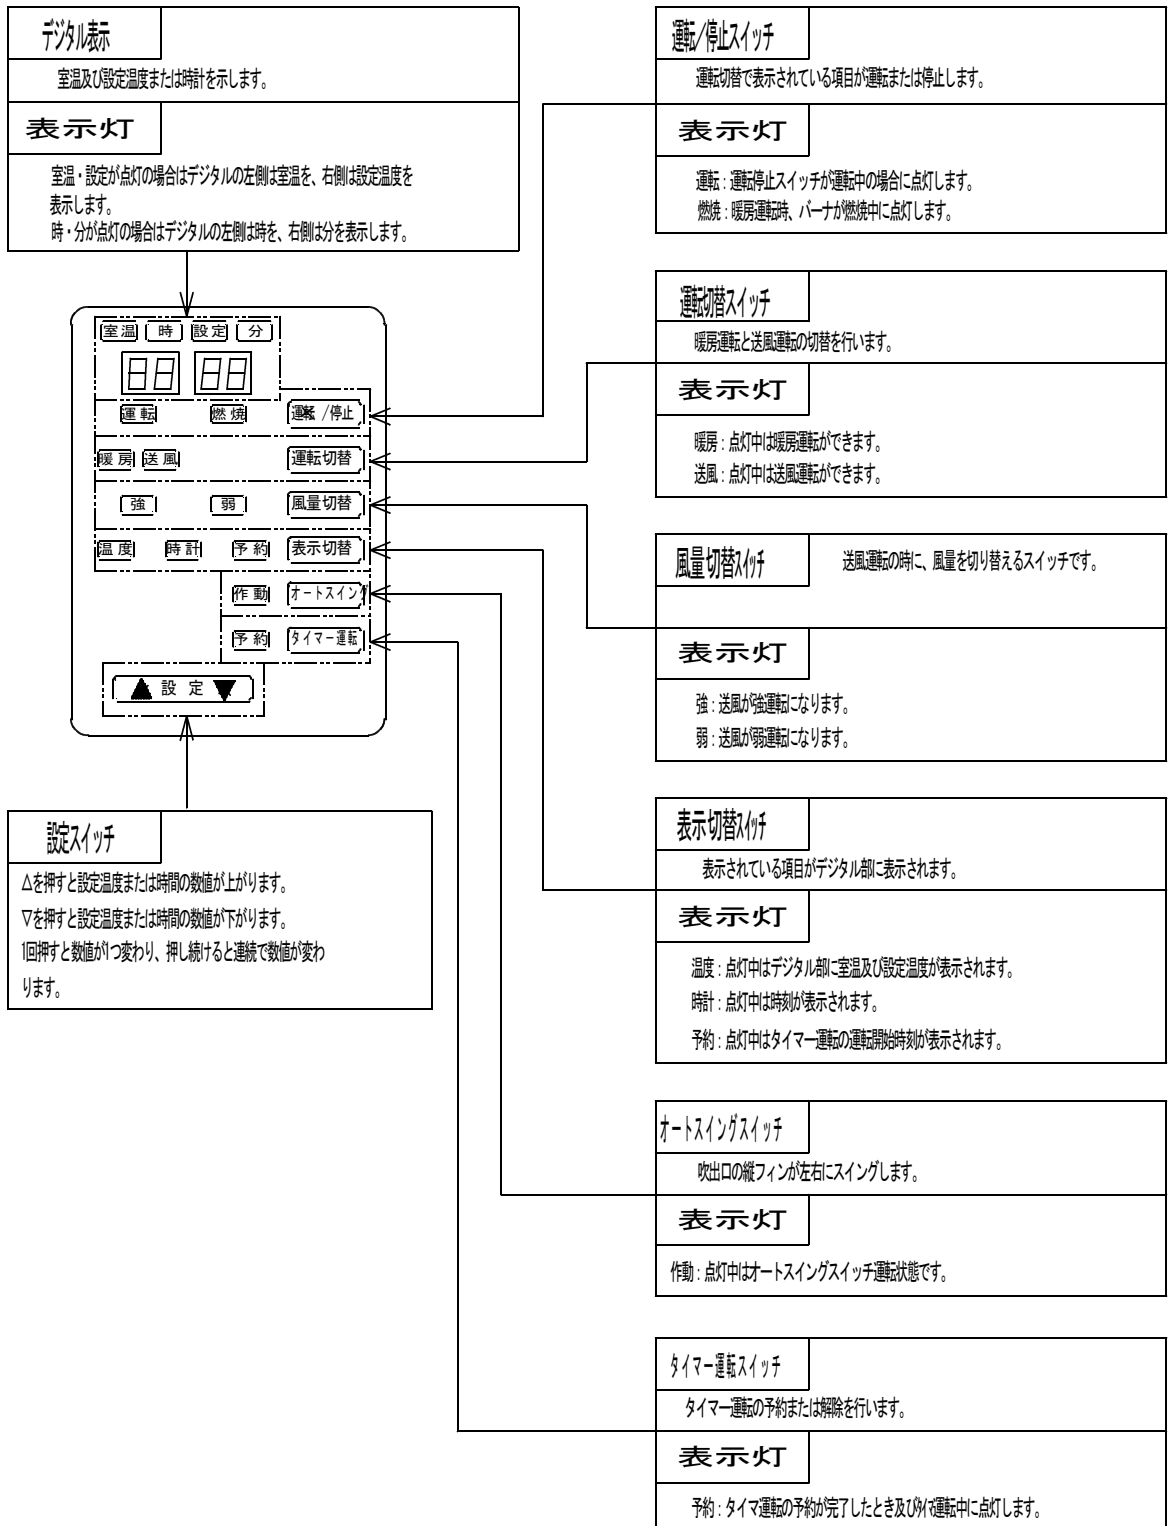 デジタル表示
室温及び設定温度または時計を示します。
表示灯
室温・設定が点灯の場合はデジタルの左側は室温を、右側は設定温度を
表示します。
時・分が点灯の場合はデジタルの左側は時を、右側は分を表示します。
室温 時 設定 分
88 88
運転 燃焼 運転/停止
暖房 送風 運転切替
強 弱 風量切替
温度 時計 予約 表示切替
作動 オートスイング
予約 タイマー運転
▲ 設定 ▼
設定スイッチ
△を押すと設定温度または時間の数値が上がります。
▽を押すと設定温度または時間の数値が下がります。
1回押すと数値が1つ変わり、押し続けると連続で数値が変わ
ります。
運転/停止スイッチ
運転切替で表示されている項目が運転または停止します。
表示灯
運転:運転停止スイッチが運転中の場合に点灯します。
燃焼:暖房運転時、バーナが燃焼中に点灯します。
運転切替スイッチ
暖房運転と送風運転の切替を行います。
表示灯
暖房:点灯中は暖房運転ができます。
送風:点灯中は送風運転ができます。
風量切替スイッチ 送風運転の時に、風量を切り替えるスイッチです。
表示灯
強:送風が強運転になります。
弱:送風が弱運転になります。
表示切替スイッチ
表示されている項目がデジタル部に表示されます。
表示灯
温度:点灯中はデジタル部に室温及び設定温度が表示されます。
時計:点灯中は時刻が表示されます。
予約:点灯中はタイマー運転の運転開始時刻が表示されます。
オートスイングスイッチ
吹出口の縦フィンが左右にスイングします。
表示灯
作動:点灯中はオートスイングスイッチ運転状態です。
タイマー運転スイッチ
タイマー運転の予約または解除を行います。
表示灯
予約:タイマ運転の予約が完了したとき及びタイマ運転中に点灯します。